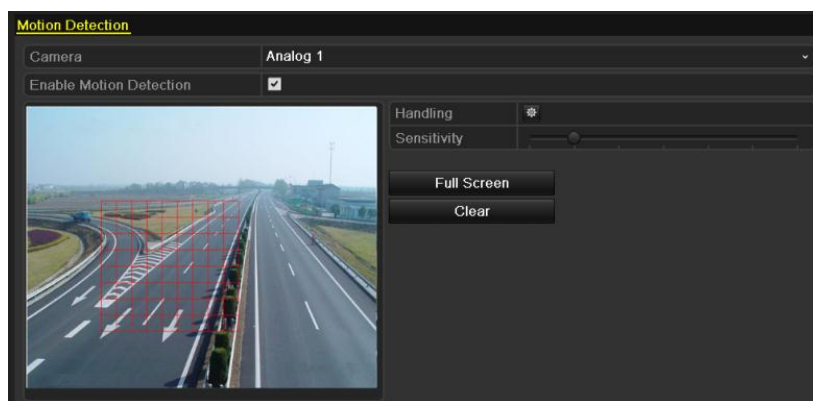 Motion Detection
Camera
Analog 1
Enable Motion Detection
Handling
Sensitivity
Full Screen
Clear